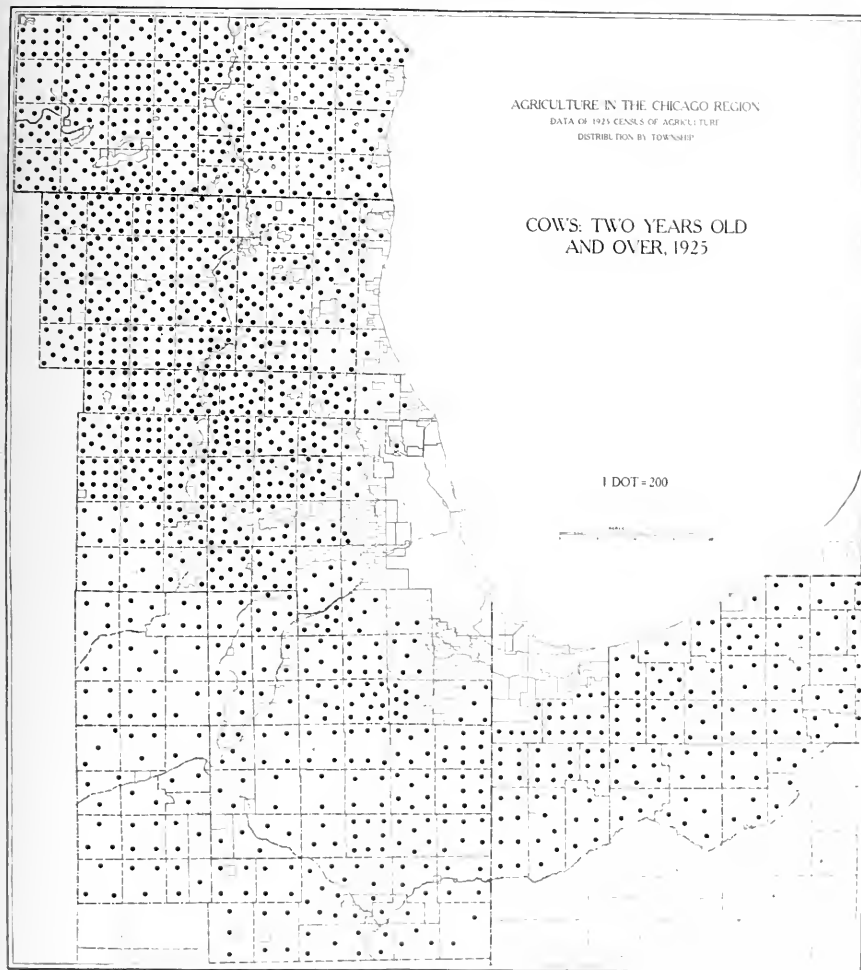 AGRICULTURE IN THE CHICAGO REGION
DATA OF 1925 CENSUS OF AGRICULTURE
DISTRIBUTION BY TOWNSHIP
COWS: TWO YEARS OLD
AND OVER, 1925
1 DOT = 200
SCALE